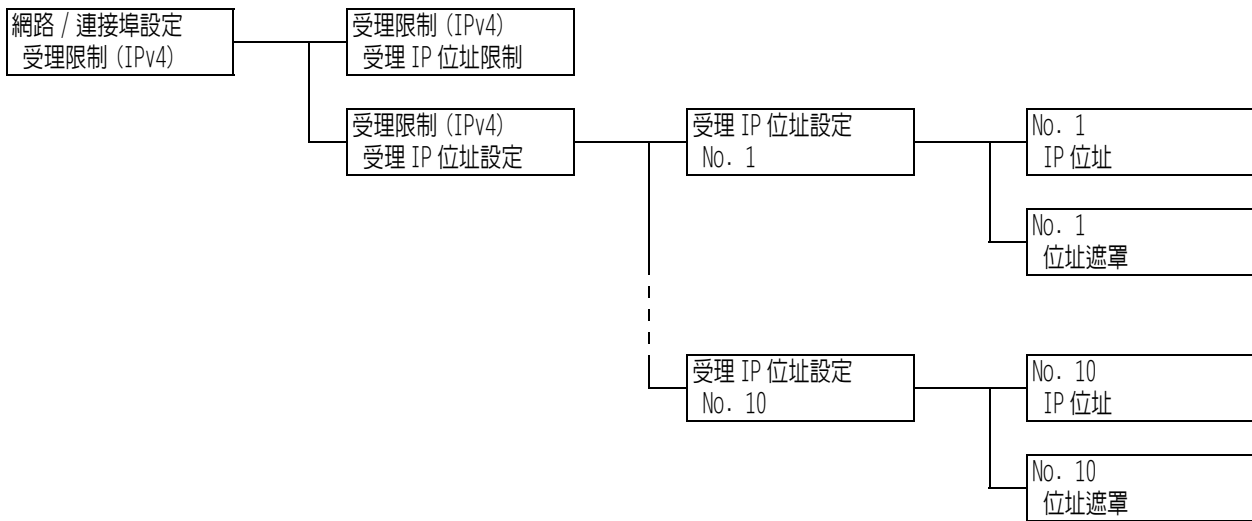 網路 / 連接埠設定
受理限制 (IPv4)
受理限制 (IPv4)
受理 IP 位址限制
受理限制 (IPv4)
受理 IP 位址設定
受理 IP 位址設定
No. 1
No. 1
IP 位址
No. 1
位址遮罩
受理 IP 位址設定
No. 10
No. 10
IP 位址
No. 10
位址遮罩